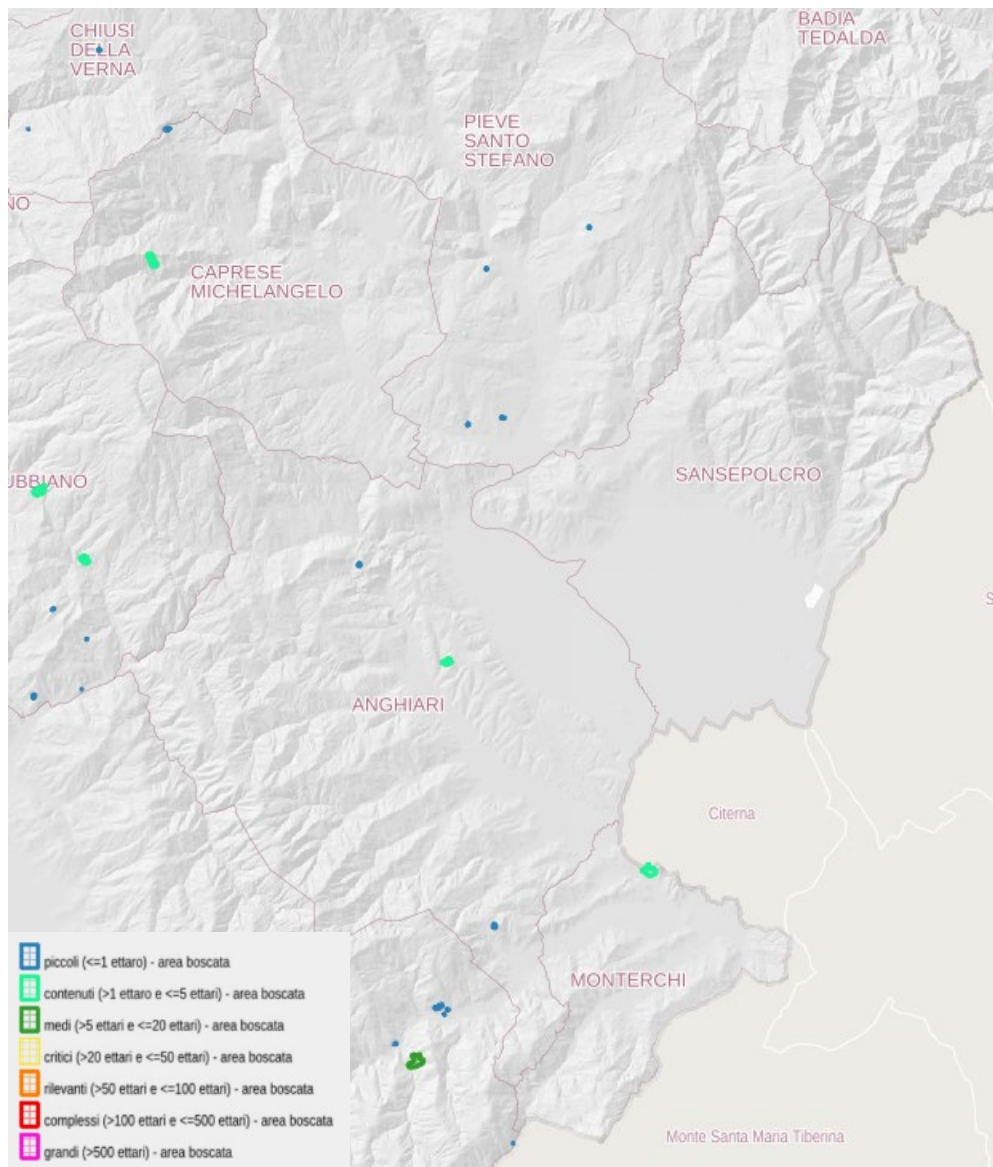 CHIUSI
DELLA
VERNA
BADIA
TEDALDA
PIEVE
SANTO
STEFANO
NO
CAPRESE
MICHELANGELO
UBBIANO
SANSEPOLCRO
S
ANGHIARI
Citerna
MONTERCHI
Monte Santa Maria Tiberina
piccoli (<=1 ettaro) - area boscata
contenuti (>1 ettaro e <=5 ettari) - area boscata
medi (>5 ettari e <=20 ettari) - area boscata
critici (>20 ettari e <=50 ettari) - area boscata
rilevanti (>50 ettari e <=100 ettari) - area boscata
complessi (>100 ettari e <=500 ettari) - area boscata
grandi (>500 ettari) - area boscata